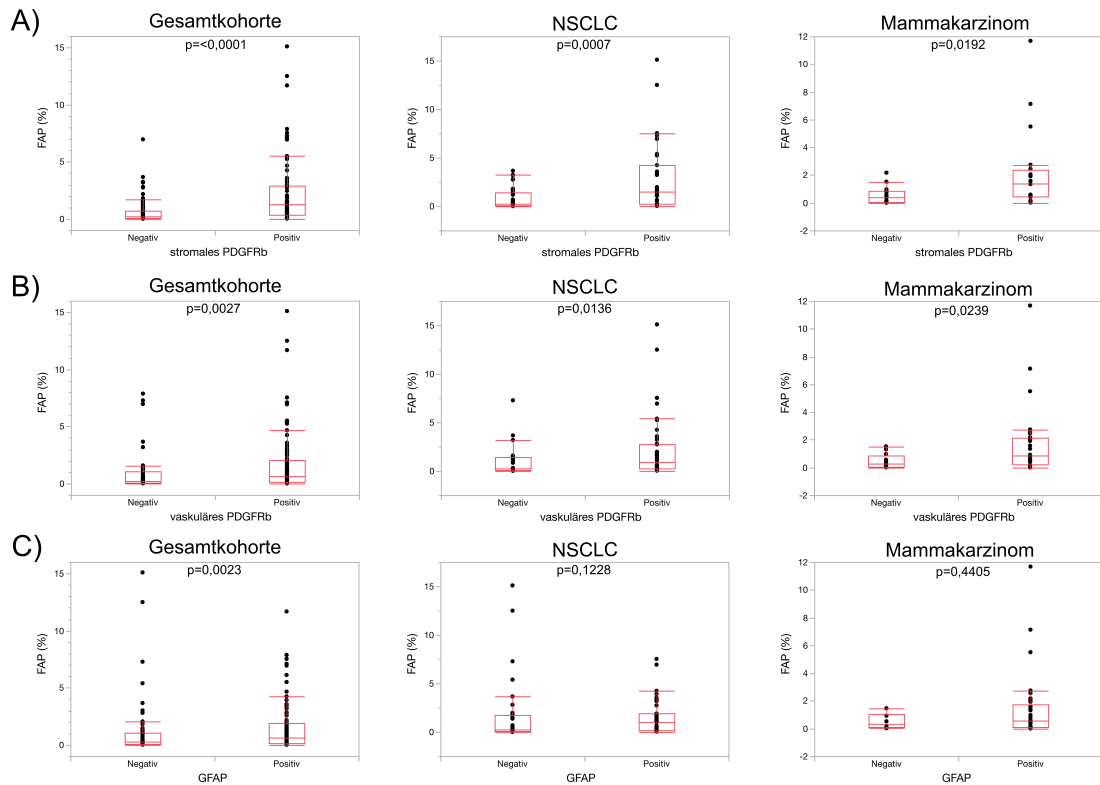 A)
Gesamtkohorte
p=<0,0001
15
10
5
0
FAP (%)
Negativ
Positiv
stromales PDGFRb
NSCLC
p=0,0007
15
10
5
0
FAP (%)
Negativ
Positiv
stromales PDGFRb
Mammakarzinom
p=0,0192
12
10
8
6
4
2
0
-2
FAP (%)
Negativ
Positiv
stromales PDGFRb
B)
Gesamtkohorte
p=0,0027
15
10
5
0
FAP (%)
Negativ
Positiv
vaskuläres PDGFRb
NSCLC
p=0,0136
15
10
5
0
FAP (%)
Negativ
Positiv
vaskuläres PDGFRb
Mammakarzinom
p=0,0239
12
10
8
6
4
2
0
-2
FAP (%)
Negativ
Positiv
vaskuläres PDGFRb
C)
Gesamtkohorte
p=0,0023
15
10
5
0
FAP (%)
Negativ
Positiv
GFAP
NSCLC
p=0,1228
15
10
5
0
FAP (%)
Negativ
Positiv
GFAP
Mammakarzinom
p=0,4405
12
10
8
6
4
2
0
-2
FAP (%)
Negativ
Positiv
GFAP